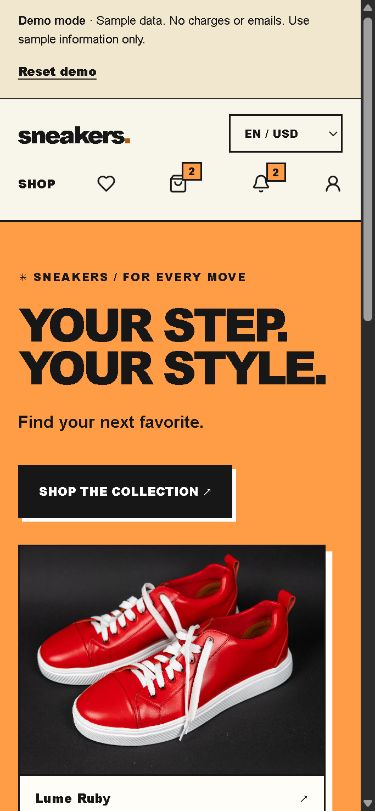 Demo mode · Sample data. No charges or emails. Use
sample information only.
Reset demo
sneakers.
EN / USD
SHOP
2
2
✳ SNEAKERS / FOR EVERY MOVE
YOUR STEP.
YOUR STYLE.
Find your next favorite.
SHOP THE COLLECTION ↗
Lume Ruby ↗